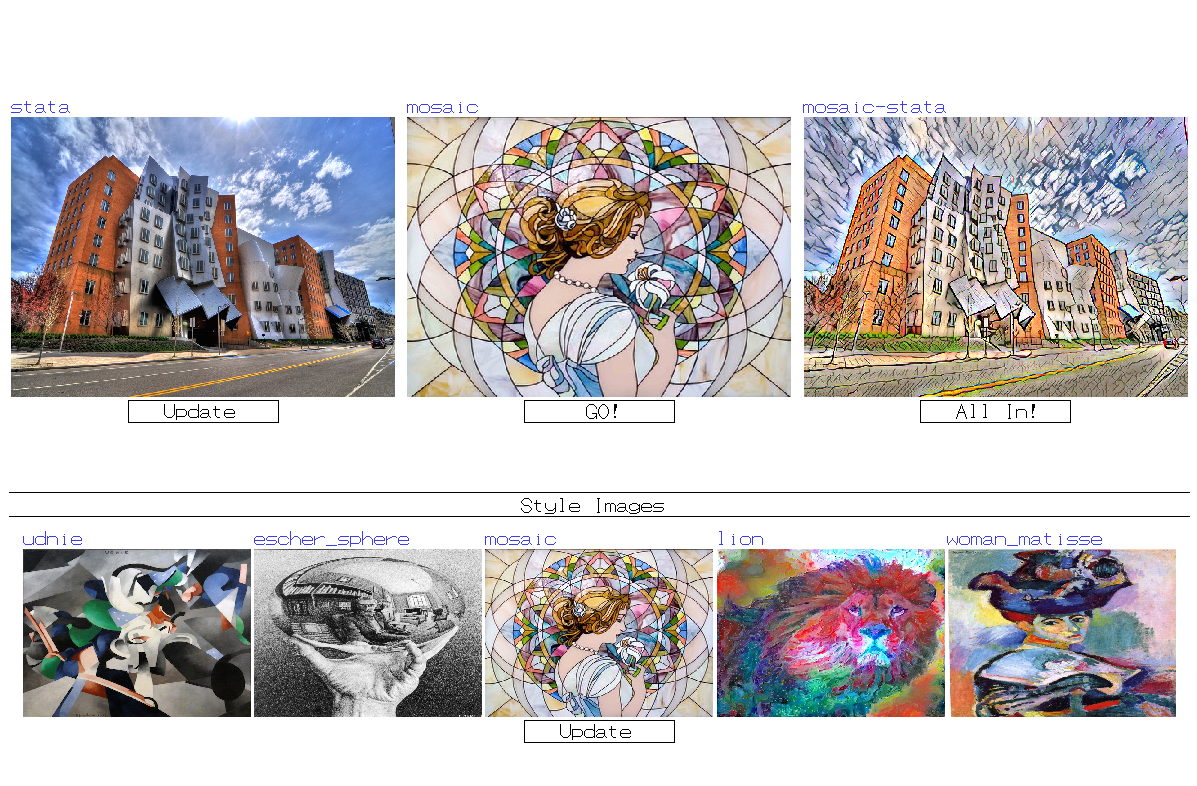 stata
mosaic
mosaic-stata
Update
GO!
All In!
Style Images
udnie
escher_sphere
mosaic
lion
woman_matisse
Update